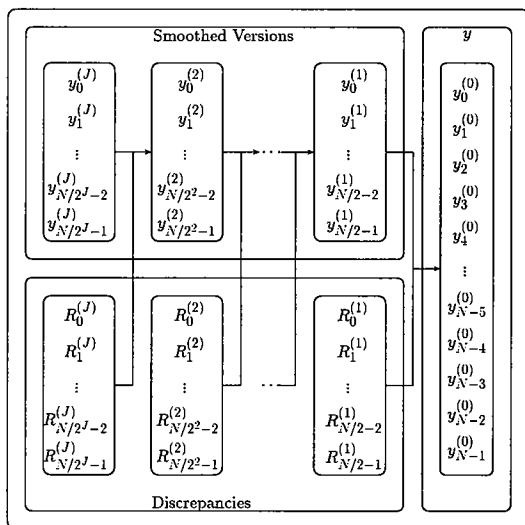 Smoothed Versions
y
y_0^{(J)} y_0^{(2)} y_0^{(1)}
y_1^{(J)} y_1^{(2)} y_1^{(1)}
⋮ ⋮ ··· ⋮
y_{N/2^J-2}^{(J)} y_{N/2^2-2}^{(2)} y_{N/2-2}^{(1)}
y_{N/2^J-1}^{(J)} y_{N/2^2-1}^{(2)} y_{N/2-1}^{(1)}
R_0^{(J)} R_0^{(2)} R_0^{(1)}
R_1^{(J)} R_1^{(2)} R_1^{(1)}
⋮ ⋮ ··· ⋮
R_{N/2^J-2}^{(J)} R_{N/2^2-2}^{(2)} R_{N/2-2}^{(1)}
R_{N/2^J-1}^{(J)} R_{N/2^2-1}^{(2)} R_{N/2-1}^{(1)}
Discrepancies
y_0^{(0)}
y_1^{(0)}
y_2^{(0)}
y_3^{(0)}
y_4^{(0)}
⋮
y_{N-5}^{(0)}
y_{N-4}^{(0)}
y_{N-3}^{(0)}
y_{N-2}^{(0)}
y_{N-1}^{(0)}